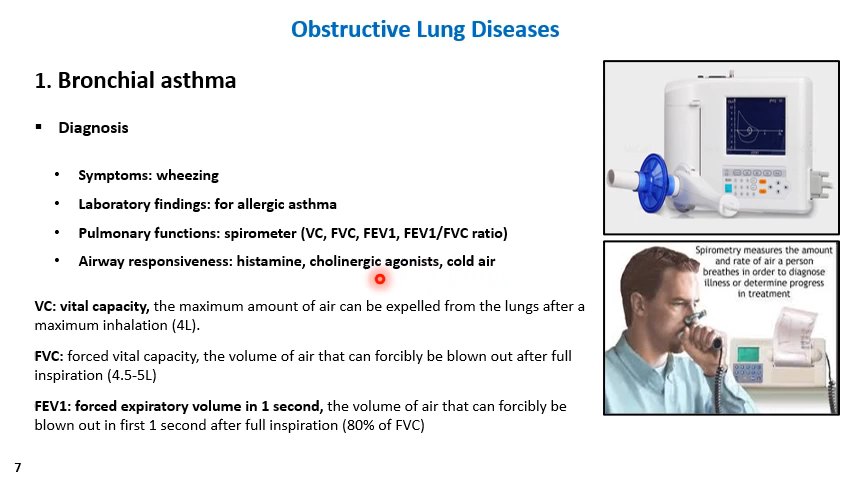 Obstructive Lung Diseases
1. Bronchial asthma
▪ Diagnosis
• Symptoms: wheezing
• Laboratory findings: for allergic asthma
• Pulmonary functions: spirometer (VC, FVC, FEV1, FEV1/FVC ratio)
• Airway responsiveness: histamine, cholinergic agonists, cold air
VC: vital capacity, the maximum amount of air can be expelled from the lungs after a
maximum inhalation (4L).
FVC: forced vital capacity, the volume of air that can forcibly be blown out after full
inspiration (4.5-5L)
FEV1: forced expiratory volume in 1 second, the volume of air that can forcibly be
blown out in first 1 second after full inspiration (80% of FVC)
Spirometry measures the amount
and rate of air a person
breathes in order to diagnose
illness or determine progress
in treatment
7